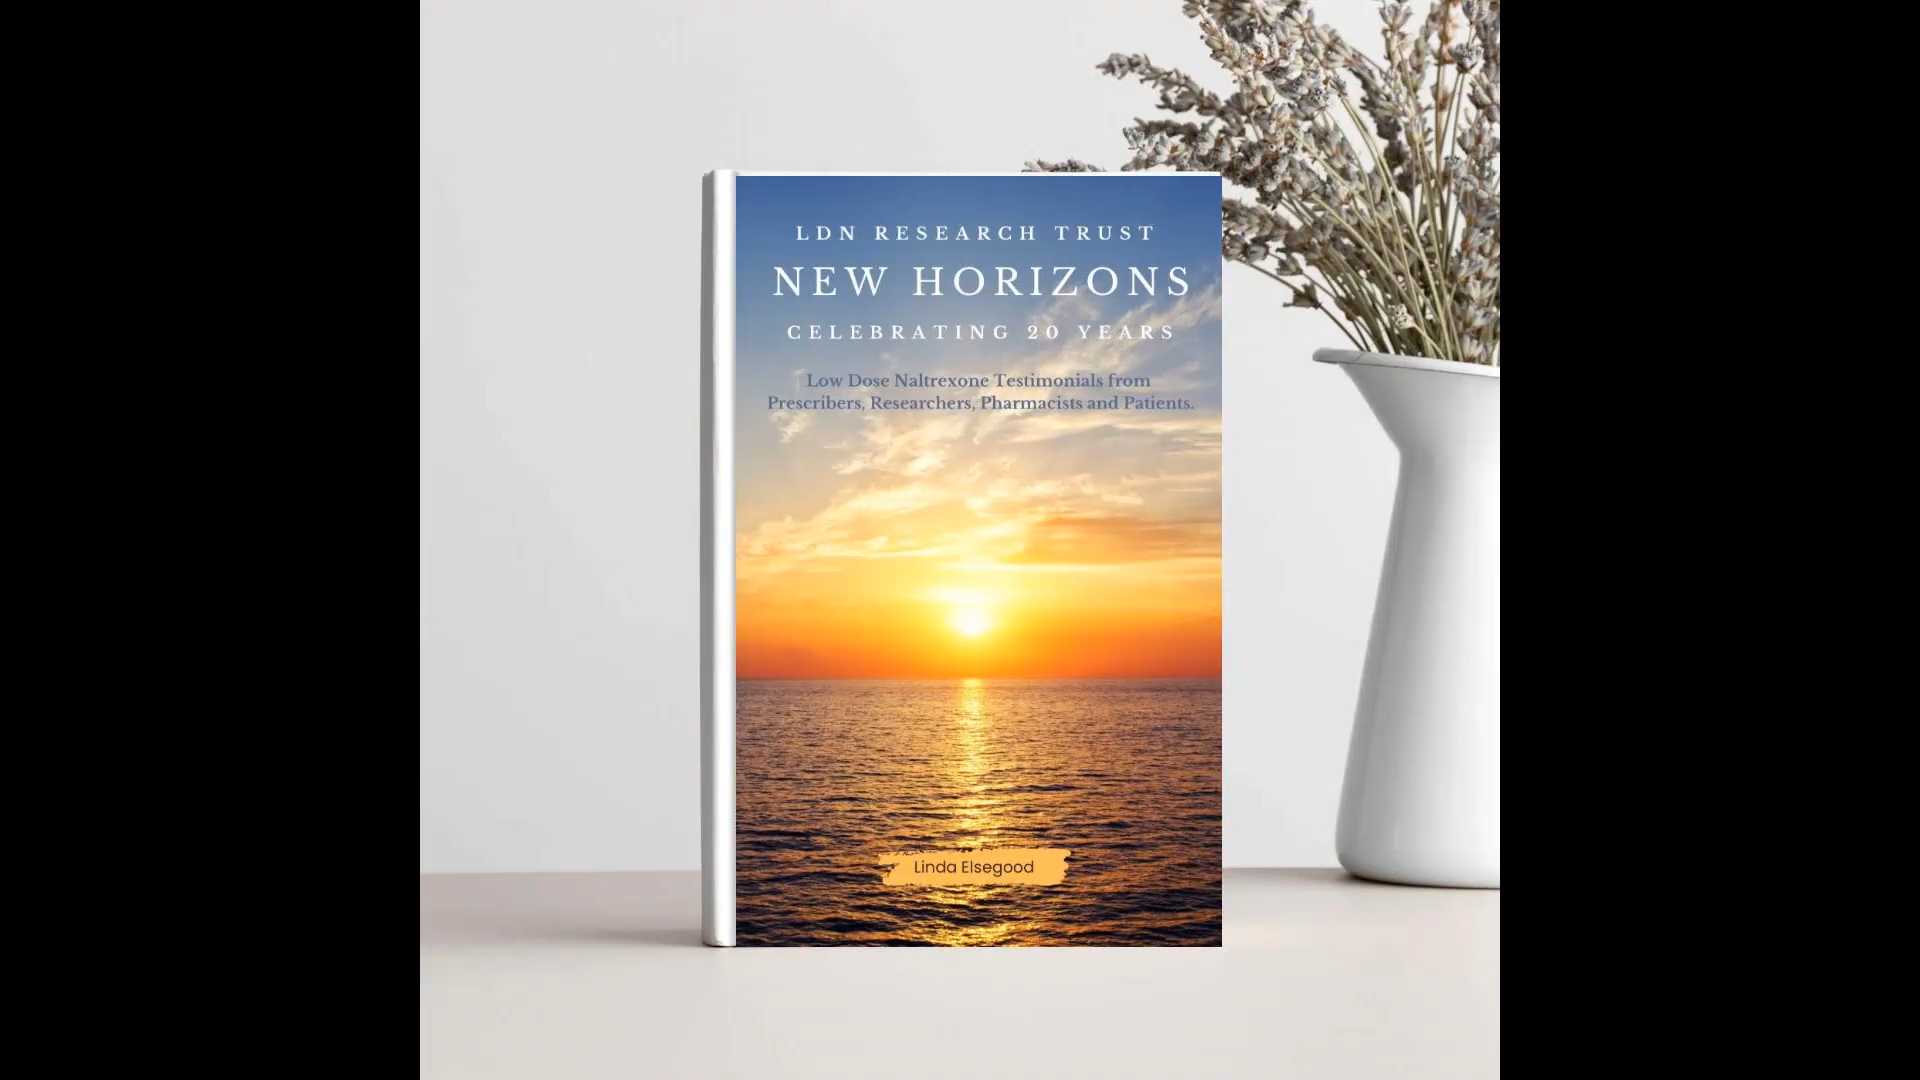 LDN RESEARCH TRUST
NEW HORIZONS
CELEBRATING 20 YEARS
Low Dose Naltrexone Testimonials from
Prescribers, Researchers, Pharmacists and Patients.
Linda Elsegood